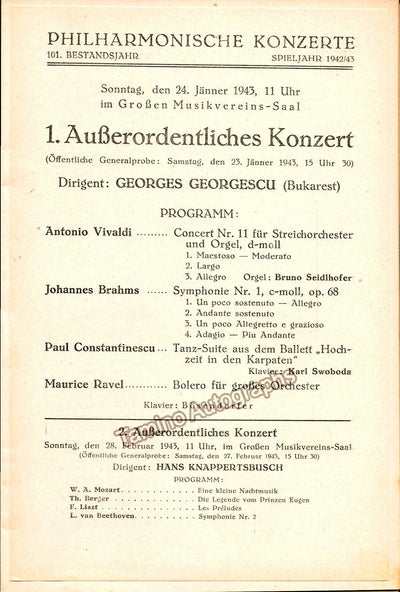 PHILHARMONISCHE KONZERTE
101. BESTANDSJAHR SPIELJAHR 1942/43
Sonntag, den 24. Jänner 1943, 11 Uhr
im Großen Musikvereins-Saal
1. Außerordentliches Konzert
(Öffentliche Generalprobe: Samstag, den 23. Jänner 1943, 15 Uhr 30)
Dirigent: GEORGES GEORGESCU (Bukarest)
PROGRAMM:
Antonio Vivaldi ......... Concert Nr. 11 für Streichorchester
und Orgel, d-moll
1. Maestoso — Moderato
2. Largo
3. Allegro Orgel: Bruno Seidlhofer
Johannes Brahms ...... Symphonie Nr. 1, c-moll, op. 68
1. Un poco sostenuto — Allegro
2. Andante sostenuto
3. Un poco Allegretto e grazioso
4. Adagio — Piu Andante
Paul Constantinescu ... Tanz-Suite aus dem Ballett „Hoch-
zeit in den Karpaten"
Klavier: Karl Swoboda
Maurice Ravel ............ Bolero für großes Orchester
Klavier: Bösendorfer
Tamino Autographs
2. Außerordentliches Konzert
Sonntag, den 28. Februar 1943, 11 Uhr, im Großen Musikvereins-Saal
(Öffentliche Generalprobe: Samstag, den 27. Februar 1943, 15 Uhr 30)
Dirigent: HANS KNAPPERTSBUSCH
PROGRAMM:
W. A. Mozart . . . . . . . . . . . Eine kleine Nachtmusik
Th. Berger . . . . . . . . . . . . Die Legende vom Prinzen Eugen
F. Liszt . . . . . . . . . . . . . Les Préludes
L. van Beethoven . . . . . . . . . Symphonie Nr. 2